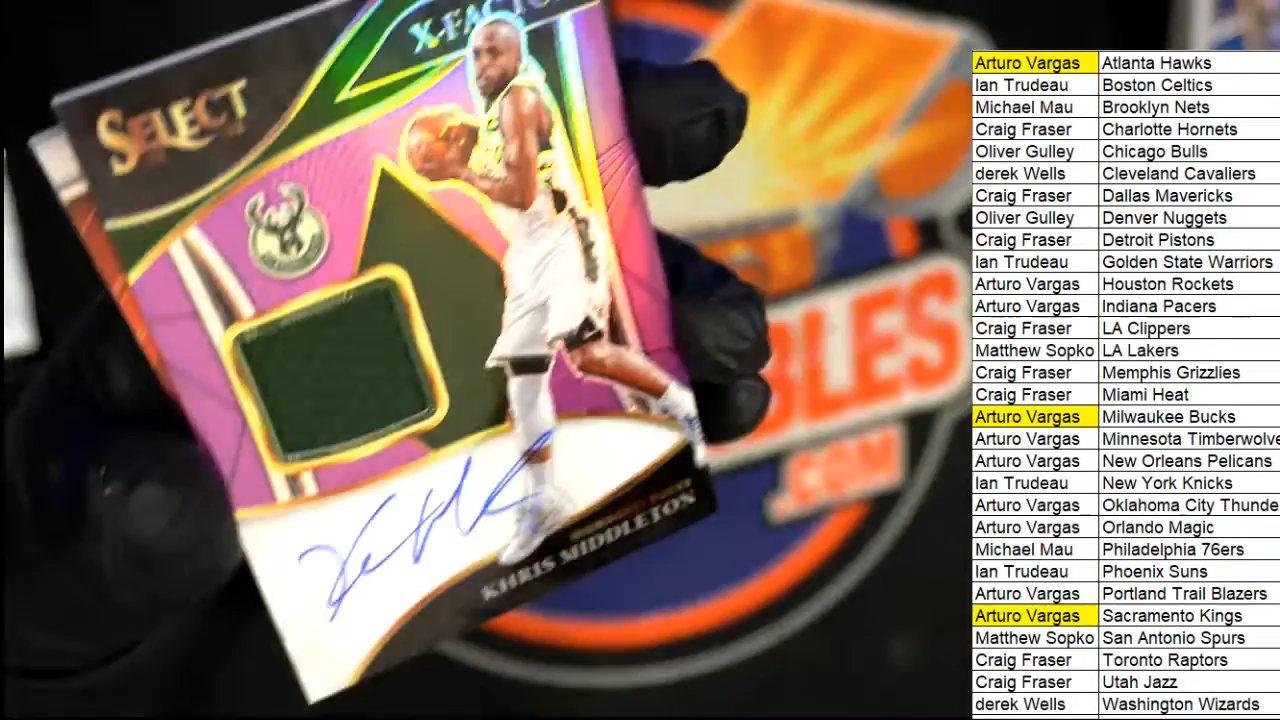 X-FACTOR
SELECT
KHRIS MIDDLETON
BLES
.COM
Arturo Vargas Atlanta Hawks
Ian Trudeau Boston Celtics
Michael Mau Brooklyn Nets
Craig Fraser Charlotte Hornets
Oliver Gulley Chicago Bulls
derek Wells Cleveland Cavaliers
Craig Fraser Dallas Mavericks
Oliver Gulley Denver Nuggets
Craig Fraser Detroit Pistons
Ian Trudeau Golden State Warriors
Arturo Vargas Houston Rockets
Arturo Vargas Indiana Pacers
Craig Fraser LA Clippers
Matthew Sopko LA Lakers
Craig Fraser Memphis Grizzlies
Craig Fraser Miami Heat
Arturo Vargas Milwaukee Bucks
Arturo Vargas Minnesota Timberwolve
Arturo Vargas New Orleans Pelicans
Ian Trudeau New York Knicks
Arturo Vargas Oklahoma City Thunde
Arturo Vargas Orlando Magic
Michael Mau Philadelphia 76ers
Ian Trudeau Phoenix Suns
Arturo Vargas Portland Trail Blazers
Arturo Vargas Sacramento Kings
Matthew Sopko San Antonio Spurs
Craig Fraser Toronto Raptors
Craig Fraser Utah Jazz
derek Wells Washington Wizards